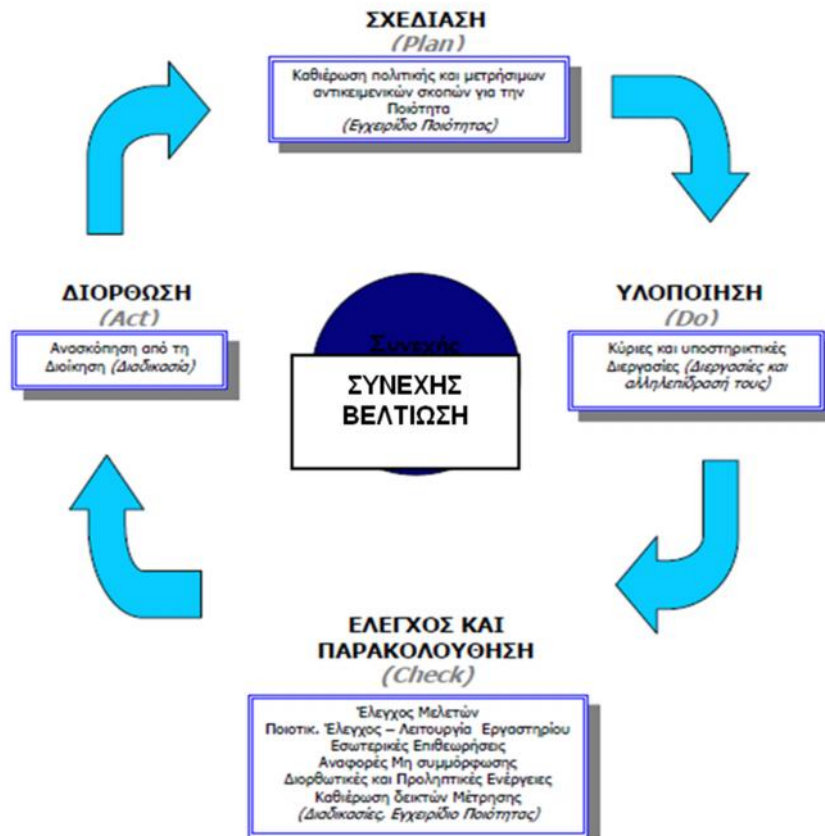 ΣΧΕΔΙΑΣΗ
(Plan)
Καθιέρωση πολιτικής και μετρήσιμων
αντικειμενικών σκοπών για την
Ποιότητα
(Εγχειρίδιο Ποιότητας)
ΔΙΟΡΘΩΣΗ
(Act)
Ανασκόπηση από τη
Διοίκηση (Διαδικασία)
Συνεχής
ΣΥΝΕΧΗΣ
ΒΕΛΤΙΩΣΗ
ΥΛΟΠΟΙΗΣΗ
(Do)
Κύριες και υποστηρικτικές
Διεργασίες (Διεργασίες και
αλληλεπίδρασή τους)
ΕΛΕΓΧΟΣ ΚΑΙ
ΠΑΡΑΚΟΛΟΥΘΗΣΗ
(Check)
Έλεγχος Μελετών
Ποιοτικ. Έλεγχος – Λειτουργία Εργαστηρίου
Εσωτερικές Επιθεωρήσεις
Αναφορές Μη συμμόρφωσης
Διορθωτικές και Προληπτικές Ενέργειες
Καθιέρωση δεικτών Μέτρησης
(Διαδικασίες, Εγχειρίδιο Ποιότητας)